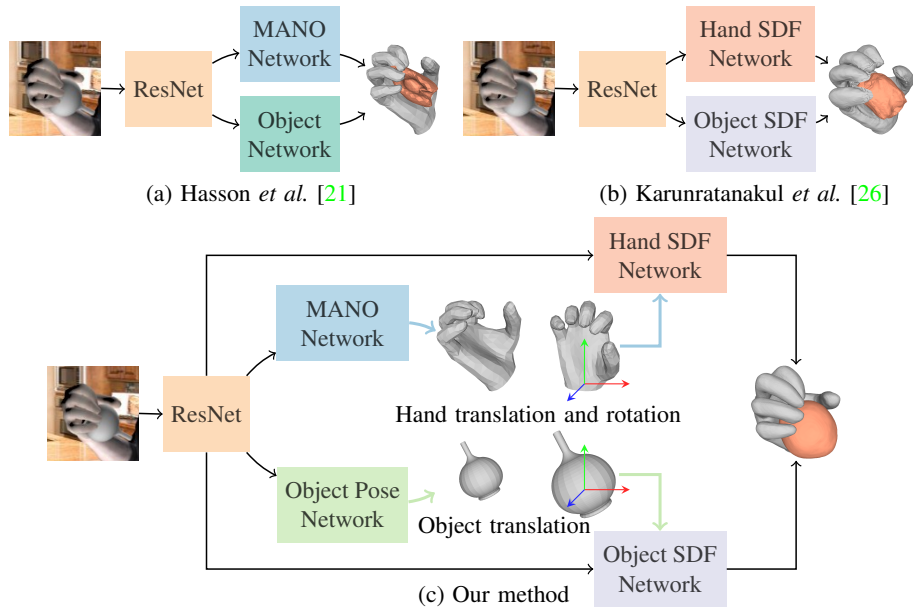 MANO
Network
ResNet
Object
Network
(a) Hasson et al. [21]
Hand SDF
Network
ResNet
Object SDF
Network
(b) Karunratanakul et al. [26]
Hand SDF
Network
MANO
Network
ResNet
Hand translation and rotation
Object Pose
Network
Object translation
Object SDF
Network
(c) Our method